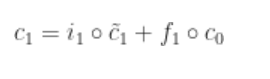 c₁ = i₁ ∘ c̃₁ + f₁ ∘ c₀